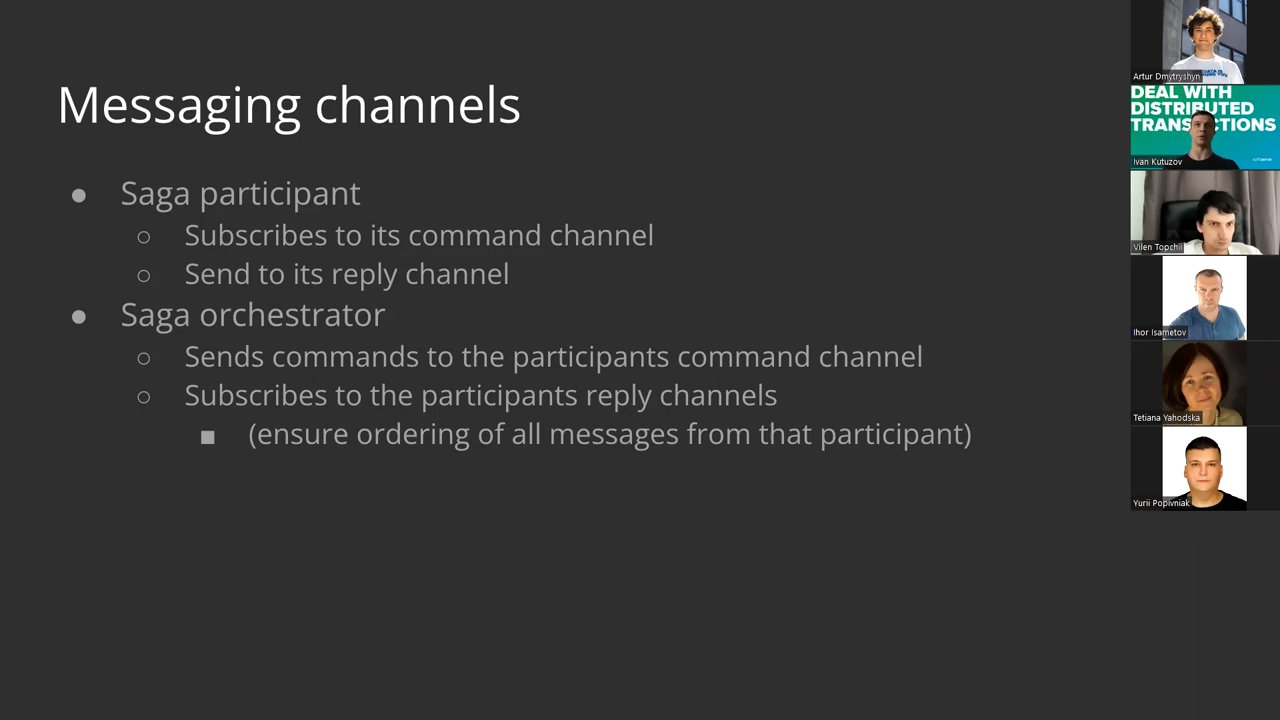 Messaging channels
● Saga participant
○ Subscribes to its command channel
○ Send to its reply channel
● Saga orchestrator
○ Sends commands to the participants command channel
○ Subscribes to the participants reply channels
■ (ensure ordering of all messages from that participant)
Artur Dmytryshyn
DEAL WITH
DISTRIBUTED
TRANSACTIONS
softserve
Ivan Kutuzov
Vilen Topchii
Ihor Isametov
Tetiana Yahodska
Yurii Popivniak